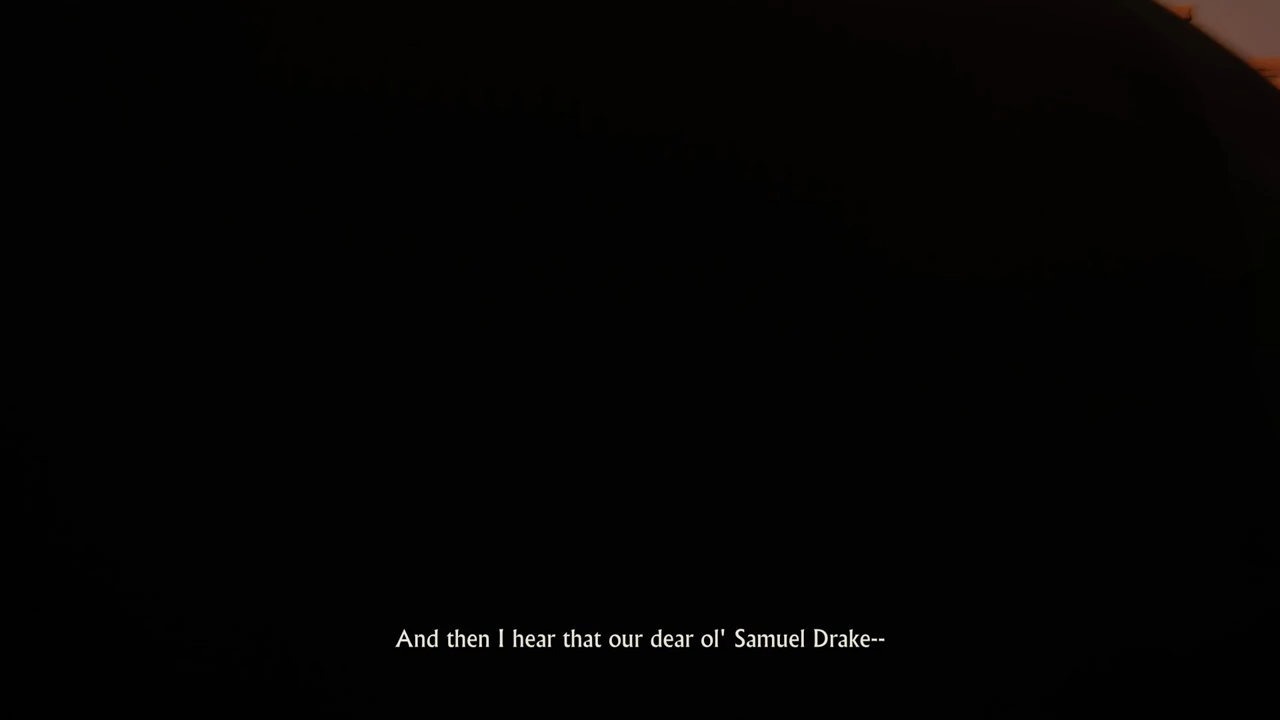 And then I hear that our dear ol' Samuel Drake--